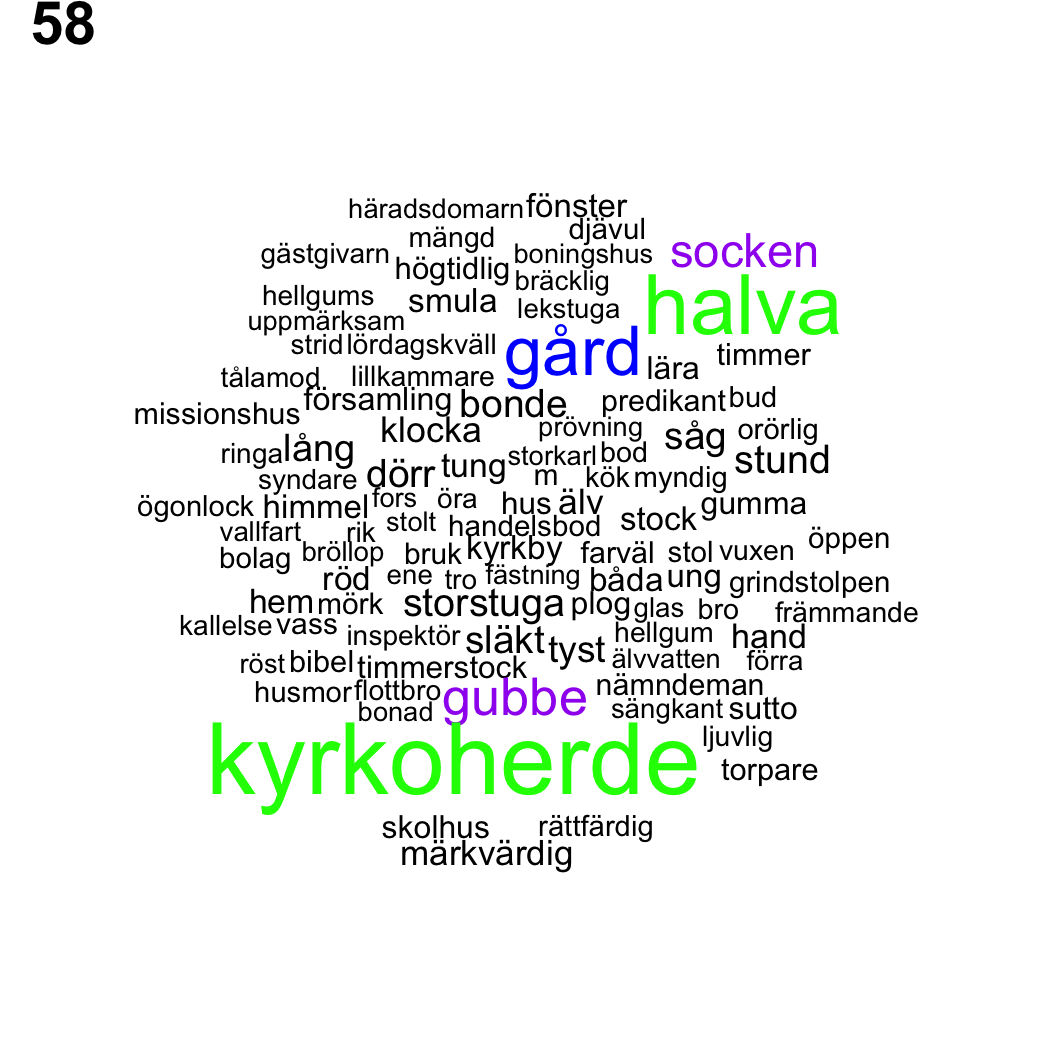 58
häradsdomarn fönster
mängd djävul
gästgivarn boningshus socken
högtidlig bräcklig
hellgums smula lekstuga halva
uppmärksam
strid lördagskväll gård lära timmer
tålamod lillkammare
missionshus församling bonde predikant bud
klocka prövning såg orörlig
ringa lång storkarl bod stund
syndare dörr tung m kök myndig
ögonlock himmel fors öra hus älv gumma
vallfart rik stolt handelsbod stock öppen
bolag bröllop bruk kyrkby farväl stol vuxen
röd ene tro fästning båda ung grindstolpen
hem mörk storstuga plog glas bro främmande
kallelse vass inspektör släkt tyst hellgum hand
röst bibel timmerstock älvvatten förra
husmor flottbro gubbe nämndeman
bonad sängkant sutto
kyrkoherde ljuvlig
torpare
skolhus rättfärdig
märkvärdig